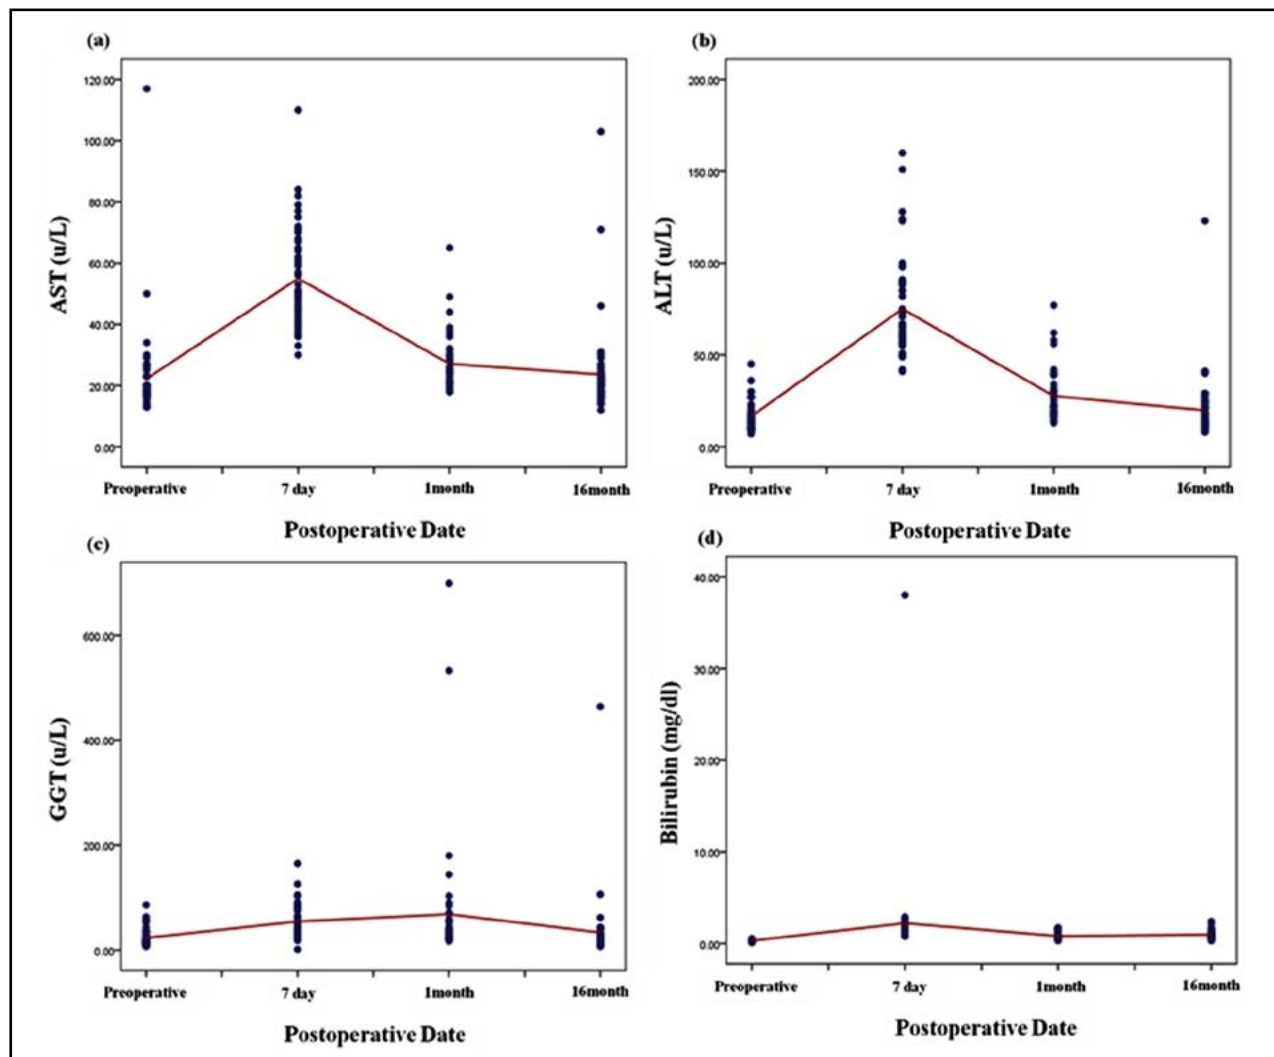 (a)
120.00
100.00
80.00
60.00
40.00
20.00
0.00
AST (u/L)
Preoperative 7 day 1month 16month
Postoperative Date
(b)
200.00
150.00
100.00
50.00
0.00
ALT (u/L)
Preoperative 7 day 1month 16month
Postoperative Date
(c)
600.00
400.00
200.00
0.00
GGT (u/L)
Preoperative 7 day 1month 16month
Postoperative Date
(d)
40.00
30.00
20.00
10.00
0.00
Bilirubin (mg/dl)
Preoperative 7 day 1month 16month
Postoperative Date